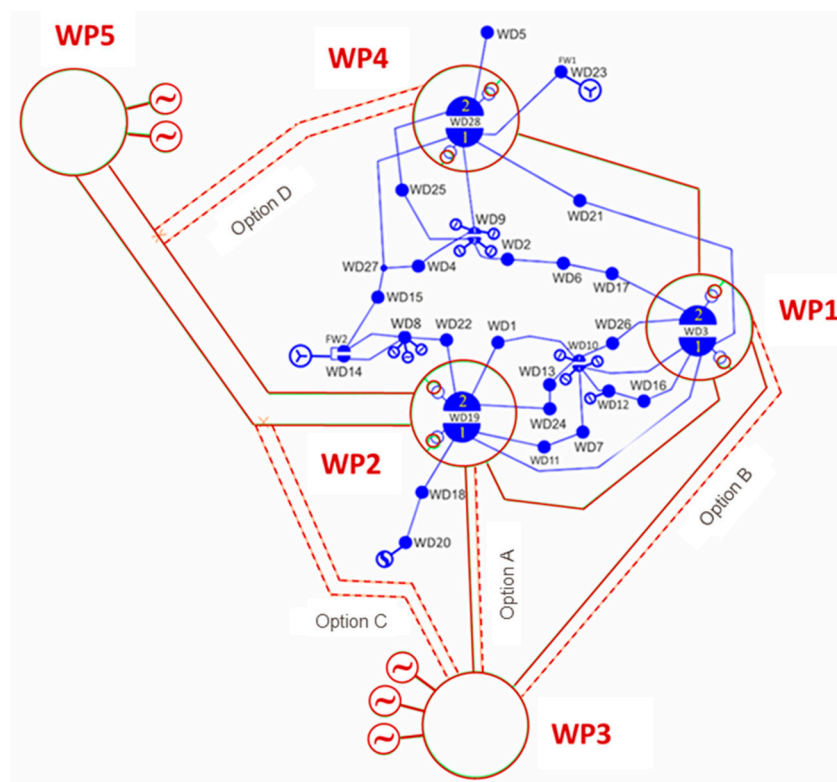 WP5
WP4
WD5
FW1
WD23
2
WD28
1
Option D
WD25
WD21
WD9
WD2
WD27
WD4
WD6
WD17
WP1
WD15
2
WD3
1
FW2
WD8
WD22
WD1
WD10
WD26
WD14
WD13
WD12
WD16
2
WD19
1
WD24
WD7
WP2
WD11
WD18
Option B
WD20
Option A
Option C
WP3